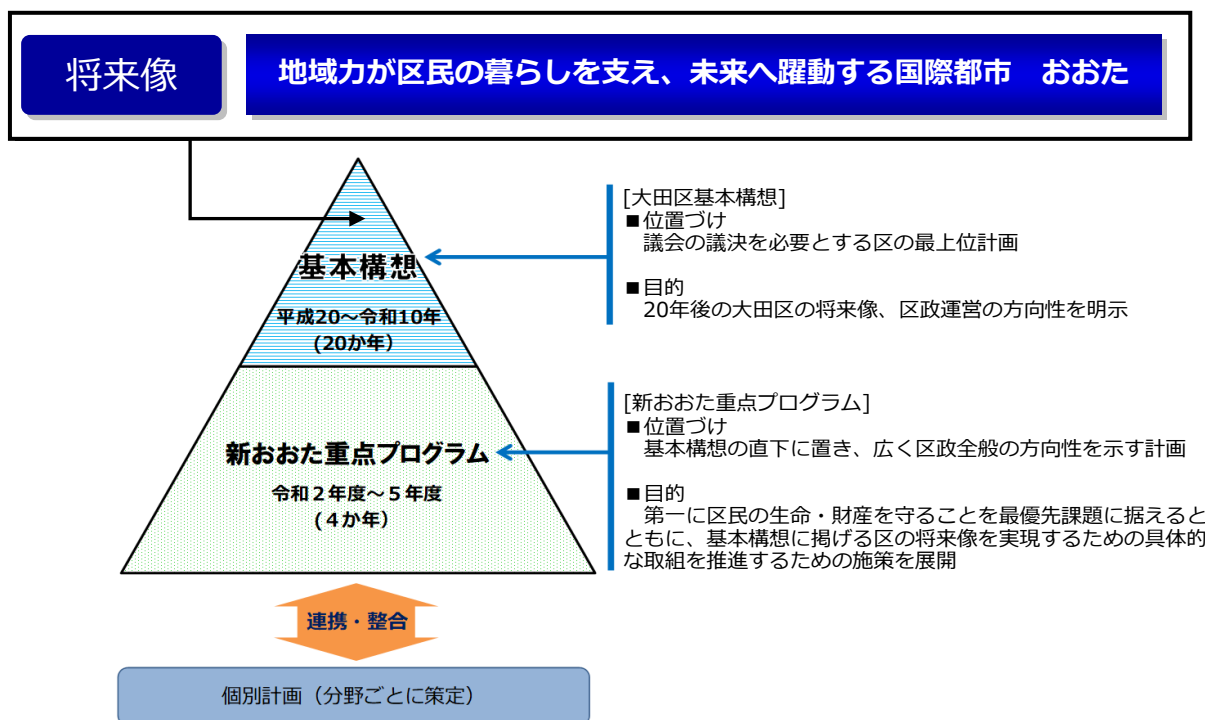 将来像
地域力が区民の暮らしを支え、未来へ躍動する国際都市　おおた
基本構想
平成20～令和10年
(20か年）
[大田区基本構想]
■位置づけ
議会の議決を必要とする区の最上位計画
■目的
20年後の大田区の将来像、区政運営の方向性を明示
新おおた重点プログラム
令和２年度～５年度
(４か年）
[新おおた重点プログラム]
■位置づけ
基本構想の直下に置き、広く区政全般の方向性を示す計画
■目的
第一に区民の生命・財産を守ることを最優先課題に据えると
ともに、基本構想に掲げる区の将来像を実現するための具体的
な取組を推進するための施策を展開
連携・整合
個別計画（分野ごとに策定）